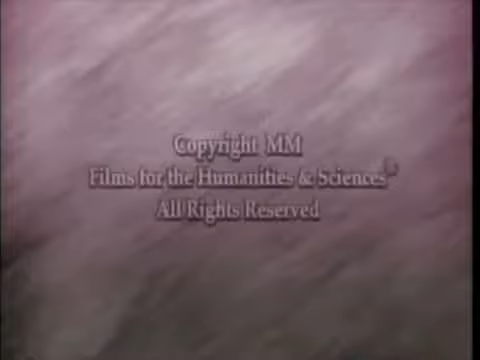 Copyright MM
Films for the Humanities & Sciences®
All Rights Reserved